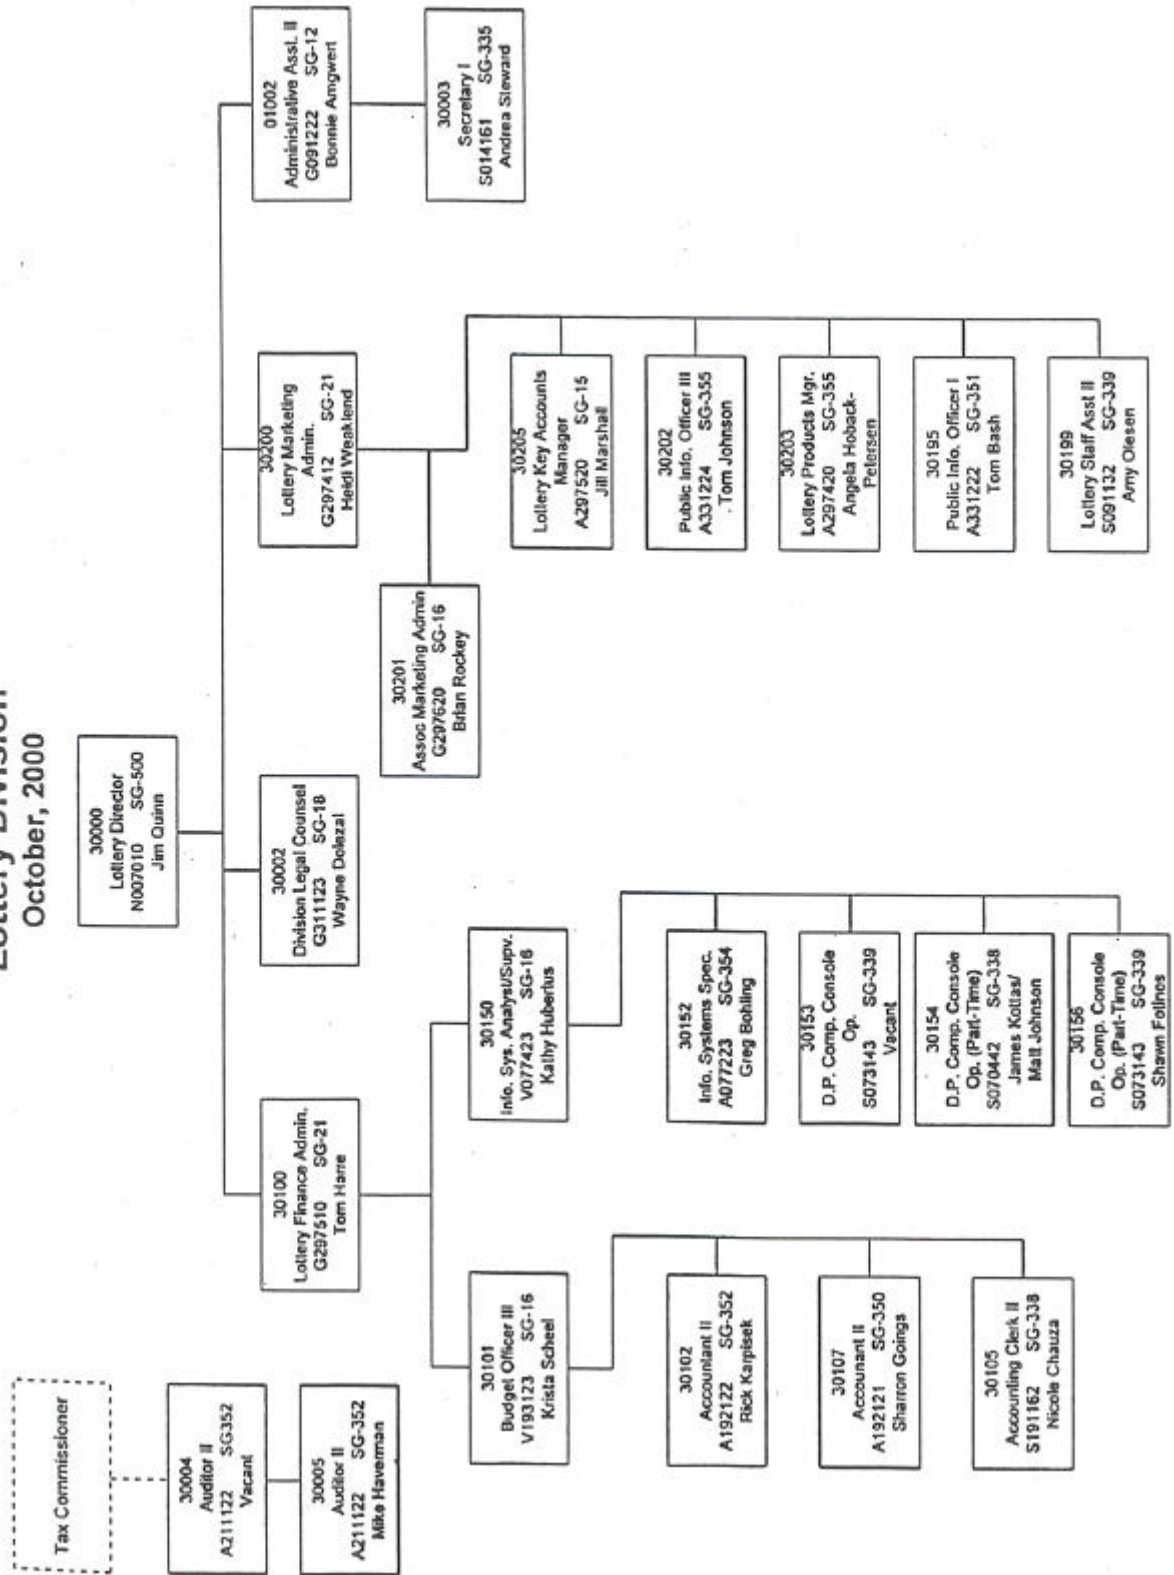 October, 2000
30000
Lottery Director
N007010 SG-500
Jim Quinn
Tax Commissioner
30004
Auditor II
A211122 SG352
Vacant
30005
Auditor II
A211122 SG-352
Mike Haverman
30100
Lottery Finance Admin.
G297510 SG-21
Tom Harre
30002
Division Legal Counsel
G311123 SG-18
Wayne Dolezal
30200
Lottery Marketing
Admin.
G297412 SG-21
Heidi Weaklend
01002
Administrative Asst. II
G091222 SG-12
Bonnie Amgwert
30003
Secretary I
S014161 SG-335
Andrea Steward
30201
Assoc Marketing Admin
G297620 SG-16
Brian Rockey
30101
Budget Officer III
V193123 SG-16
Krista Scheel
30150
Info. Sys. Analyst/Supv.
V077423 SG-16
Kathy Hubertus
30205
Lottery Key Accounts
Manager
A297520 SG-15
Jill Marshall
30102
Accountant II
A192122 SG-352
Rick Karpisek
30107
Accounant II
A192121 SG-350
Sharron Goings
30105
Accounting Clerk II
S191162 SG-338
Nicole Chauza
30152
Info. Systems Spec.
A077223 SG-354
Greg Bohling
30153
D.P. Comp. Console
Op.
S073143 SG-339
Vacant
30154
D.P. Comp. Console
Op. (Part-Time)
S070442 SG-338
James Kottas/
Matt Johnson
30156
D.P. Comp. Console
Op. (Part-Time)
S073143 SG-339
Shawn Fotinos
30202
Public Info. Officer III
A331224 SG-355
Tom Johnson
30203
Lottery Products Mgr.
A297420 SG-355
Angela Hoback-
Petersen
30195
Public Info. Officer I
A331222 SG-351
Tom Bash
30199
Lottery Staff Asst II
S091132 SG-339
Amy Olesen